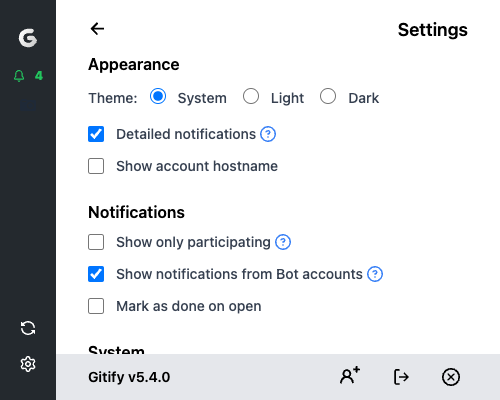 Settings
4
Appearance
Theme: System Light Dark
Detailed notifications ?
Show account hostname
Notifications
Show only participating ?
Show notifications from Bot accounts ?
Mark as done on open
System
Gitify v5.4.0